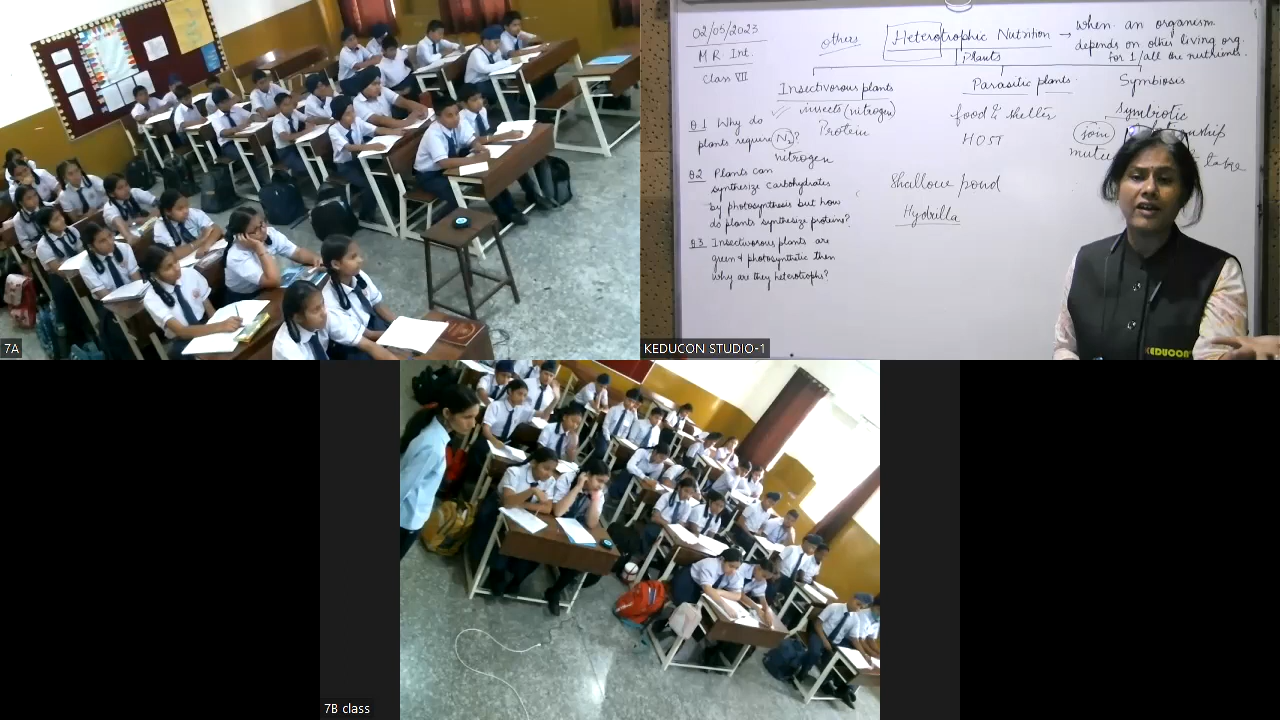 02/05/2023
M R. Int.
Class VII
others
Heterotrophic Nutrition → When an organism
depends on other living org.
for 1/all the nutrients.
Plants
Insectivorous plants
insects (nitrogen)
Protein
Parasitic plants
food & shelter
HOST
Symbiosis
symbiotic
Q1 Why do
plants require N2?
nitrogen
Q2 Plants can
synthesize carbohydrates
by photosynthesis but how
do plants synthesize proteins?
Q3. Insectivorous plants are
green & photosynthetic then
why are they heterotrophs?
Shallow pond
Hydrilla
KEDUCON
7A
KEDUCON STUDIO-1
7B class